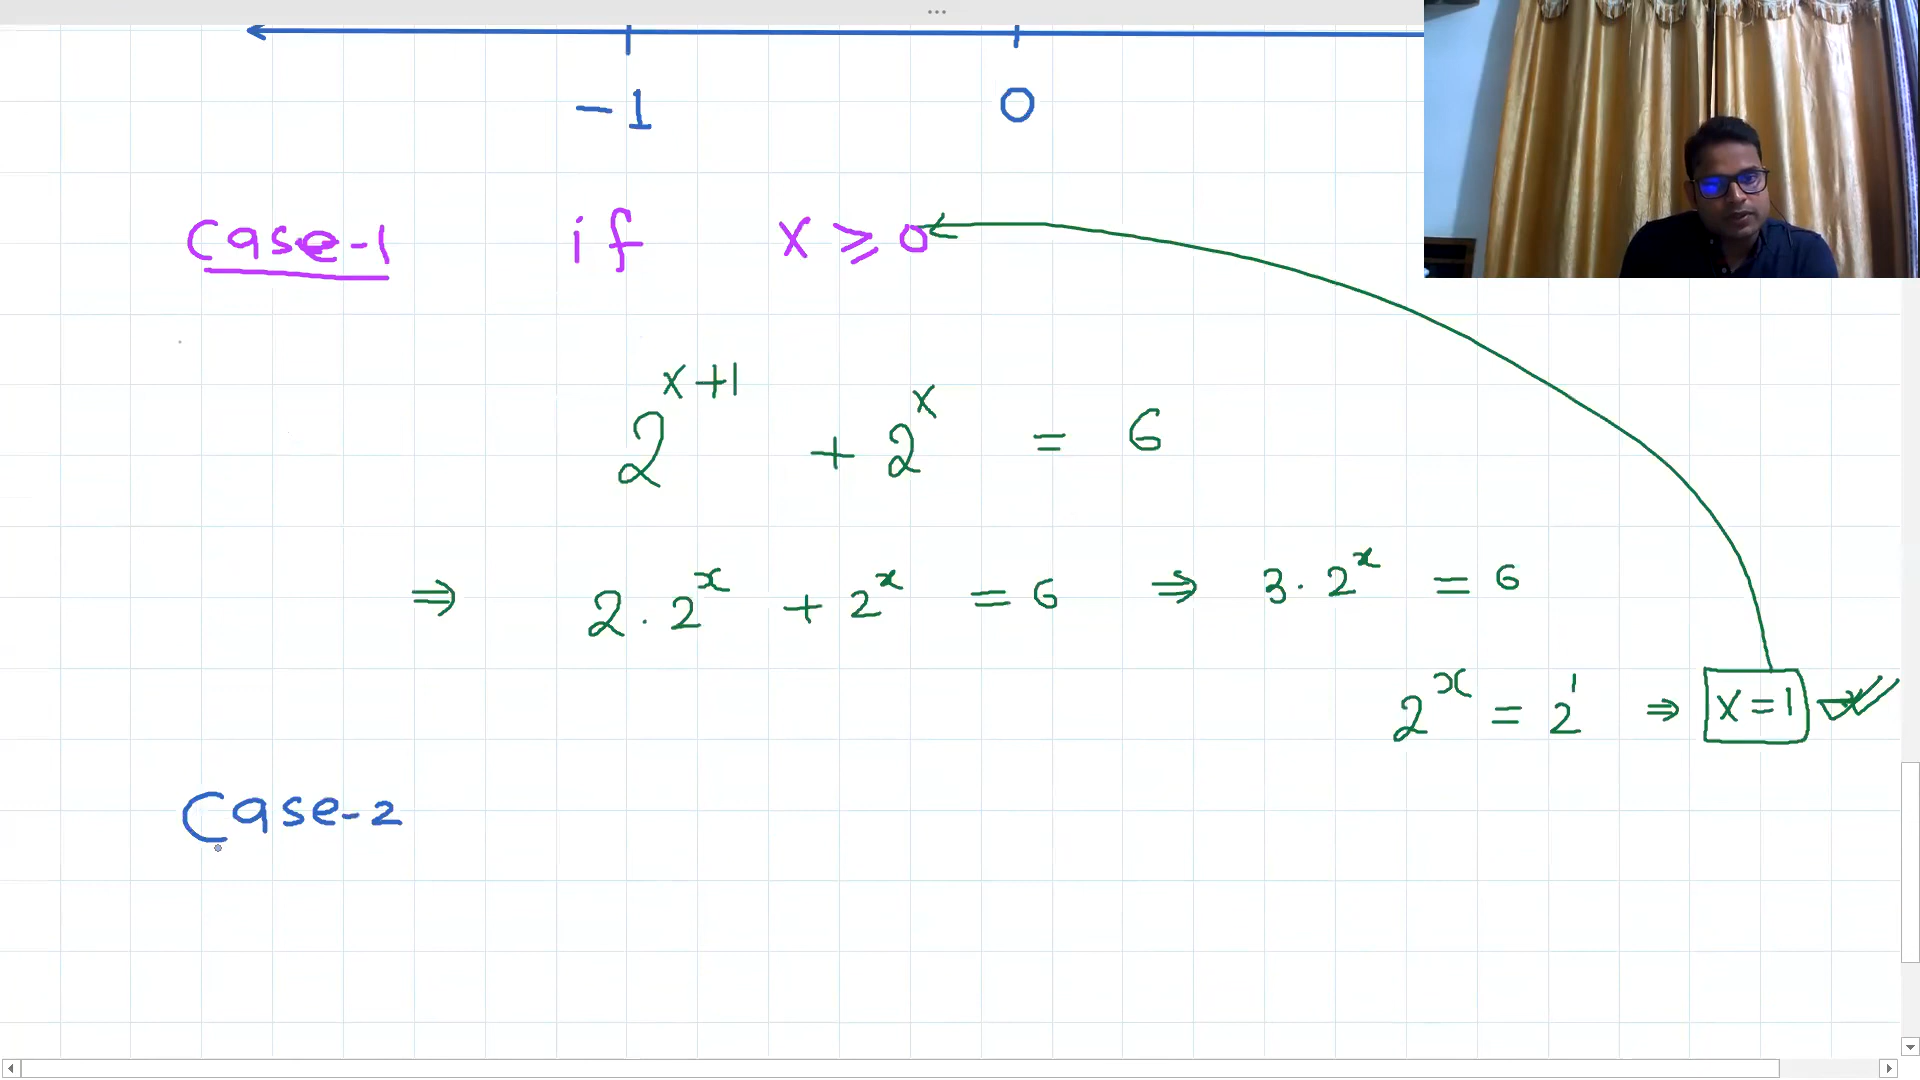 -1 0
Case-1 if x ≥ 0
2^{x+1} + 2^x = 6
⇒ 2 · 2^x + 2^x = 6 ⇒ 3 · 2^x = 6
2^x = 2^1 ⇒ x = 1
Case-2